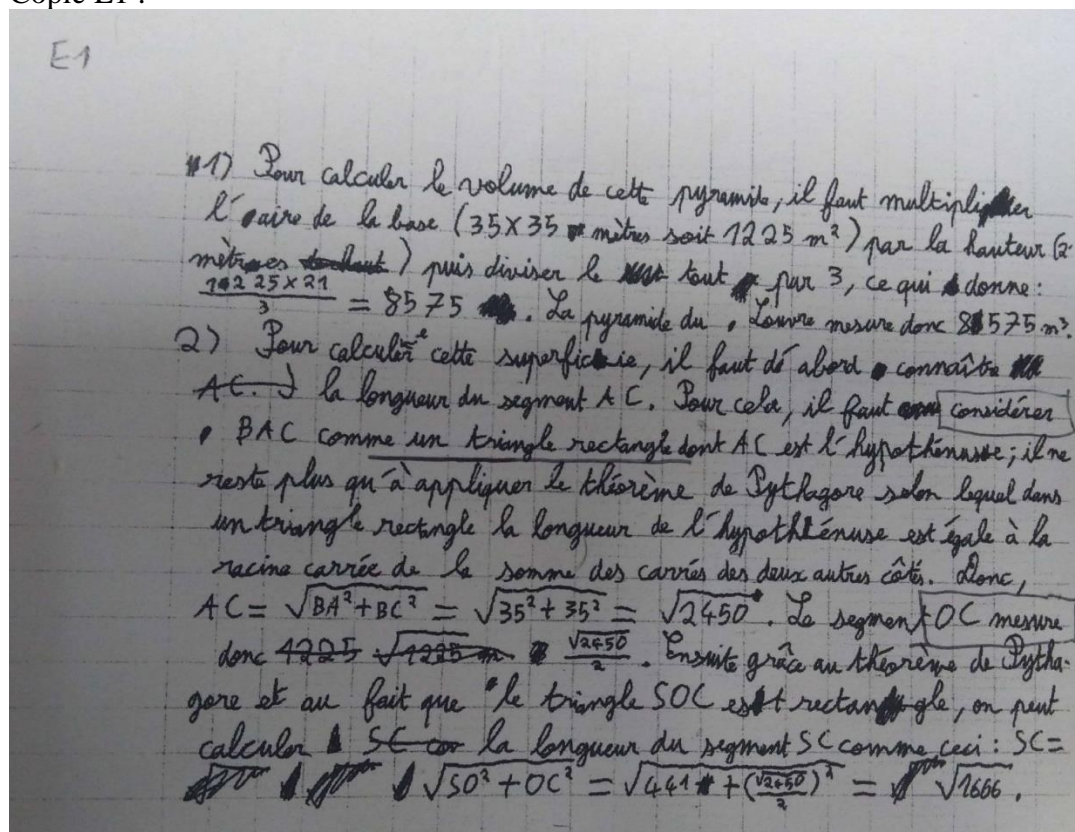 Copie E1 :
E-1
1) Pour calculer le volume de cette pyramide, il faut multiplier
l'aire de la base (35x35 mètres soit 1225 m²) par la hauteur (2
mètres ) puis diviser le tout par 3, ce qui donne :
1225x21/3 = 8575 . La pyramide du Louvre mesure donc 8575 m³.
2) Pour calculer cette superficie, il faut d'abord connaître
AC. la longueur du segment AC. Pour cela, il faut considérer
BAC comme un triangle rectangle dont AC est l'hypothénuse ; il ne
reste plus qu'à appliquer le théorème de Pythagore selon lequel dans
un triangle rectangle la longueur de l'hypothénuse est égale à la
racine carrée de la somme des carrés des deux autres côtés. Donc,
AC = √BA²+BC² = √35²+35² = √2450. Le segment OC mesure
donc 1225 √1225 m √2450/2 . Ensuite grâce au théorème de Pytha-
gore et au fait que le triangle SOC est rectangle, on peut
calculer SC la longueur du segment SC comme ceci : SC =
√SO²+OC² = √441+(√2450/2)² = √1666.